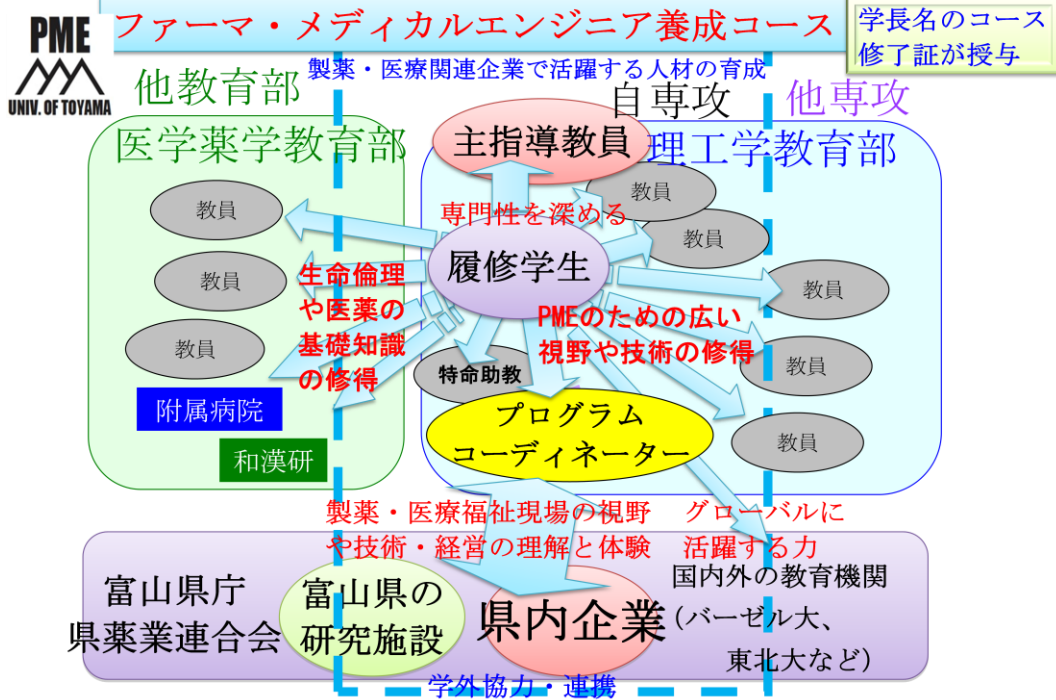 PME
UNIV. OF TOYAMA
ファーマ・メディカルエンジニア養成コース
学長名のコース
修了証が授与
製薬・医療関連企業で活躍する人材の育成
他教育部
自専攻
他専攻
医学薬学教育部
主指導教員
理工学教育部
教員
教員
専門性を深める
教員
履修学生
教員
教員
生命倫理
や医薬の
基礎知識
の修得
PMEのための広い
視野や技術の修得
教員
教員
特命助教
附属病院
プログラム
コーディネーター
教員
和漢研
製薬・医療福祉現場の視野
や技術・経営の理解と体験
グローバルに
活躍する力
富山県庁
県薬業連合会
富山県の
研究施設
県内企業
国内外の教育機関
(バーゼル大、
東北大など)
学外協力・連携